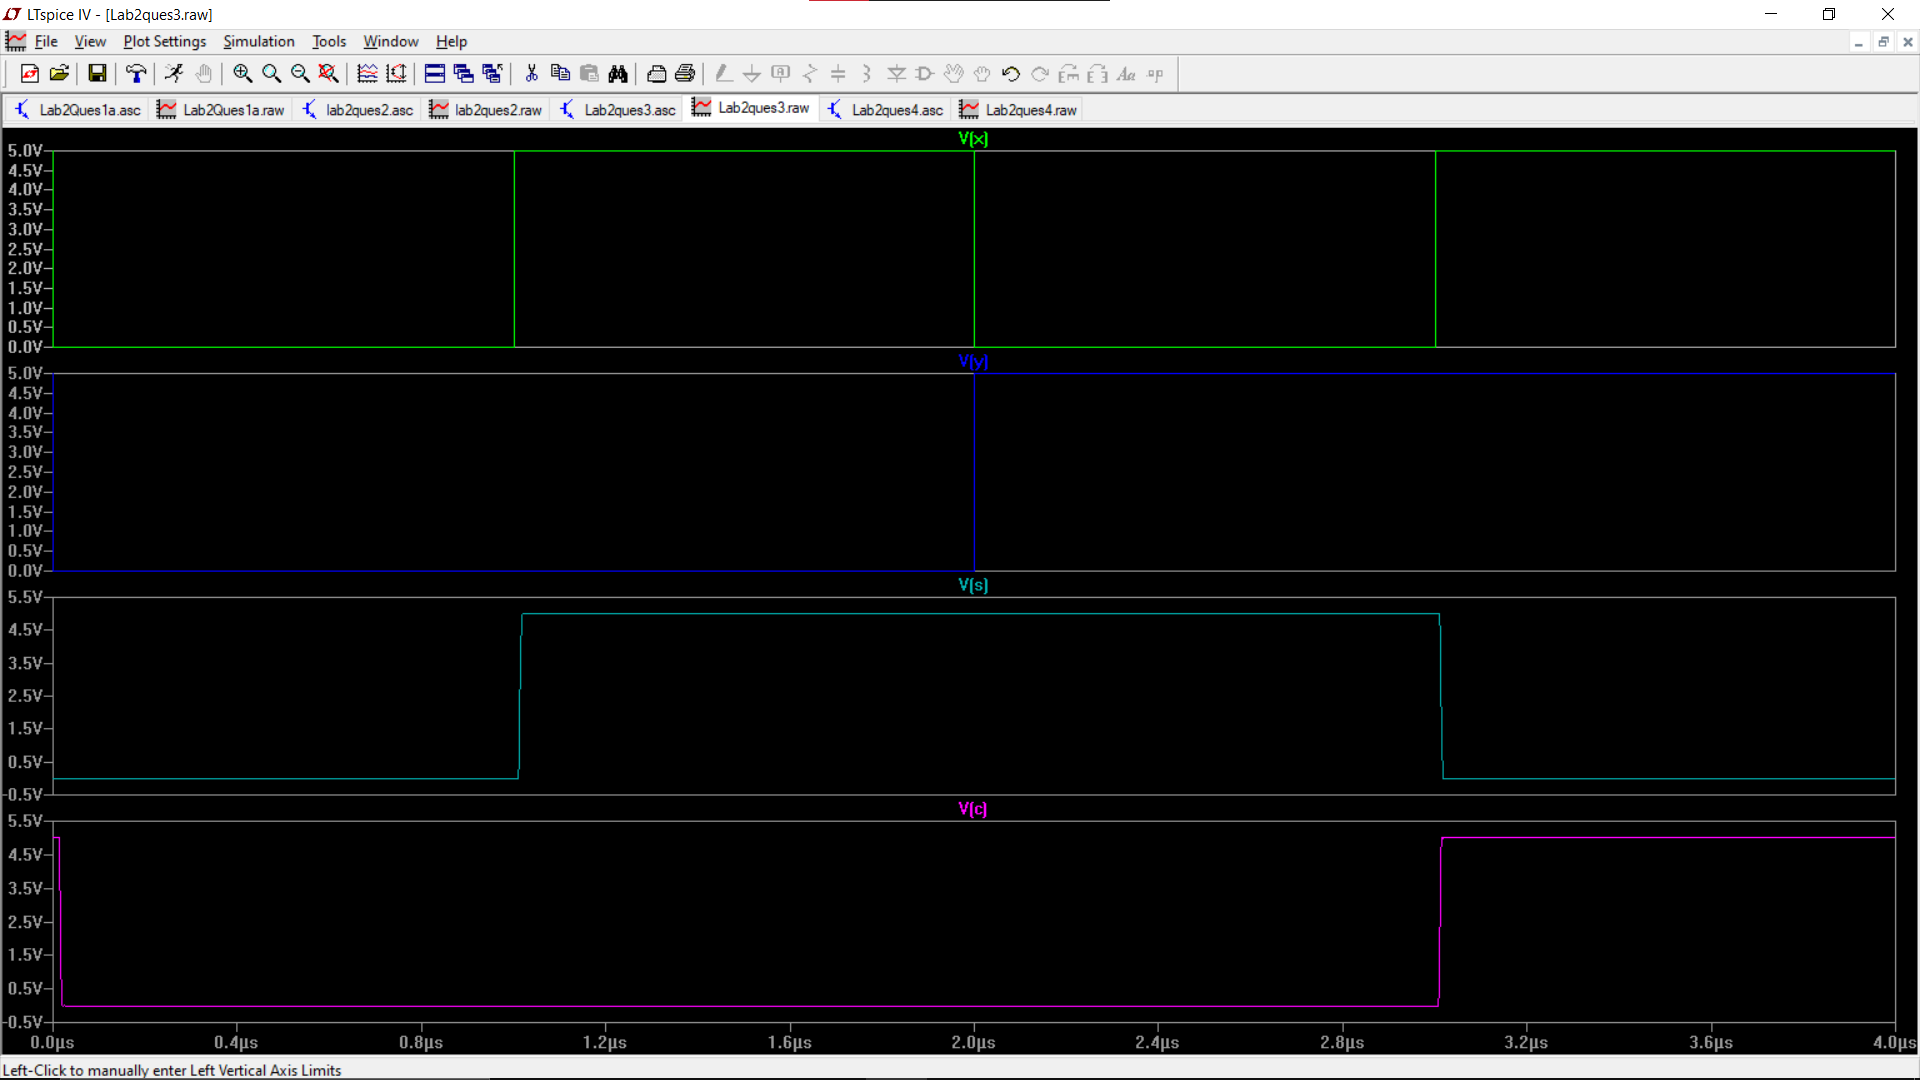 LTspice IV - [Lab2ques3.raw]
File View Plot Settings Simulation Tools Window Help
Lab2Ques1a.asc Lab2Ques1a.raw lab2ques2.asc lab2ques2.raw Lab2ques3.asc Lab2ques3.raw Lab2ques4.asc Lab2ques4.raw
V(x)
5.0V
4.5V
4.0V
3.5V
3.0V
2.5V
2.0V
1.5V
1.0V
0.5V
0.0V
V(y)
5.0V
4.5V
4.0V
3.5V
3.0V
2.5V
2.0V
1.5V
1.0V
0.5V
0.0V
V(s)
5.5V
4.5V
3.5V
2.5V
1.5V
0.5V
-0.5V
V(c)
5.5V
4.5V
3.5V
2.5V
1.5V
0.5V
-0.5V
0.0µs 0.4µs 0.8µs 1.2µs 1.6µs 2.0µs 2.4µs 2.8µs 3.2µs 3.6µs 4.0µs
Left-Click to manually enter Left Vertical Axis Limits